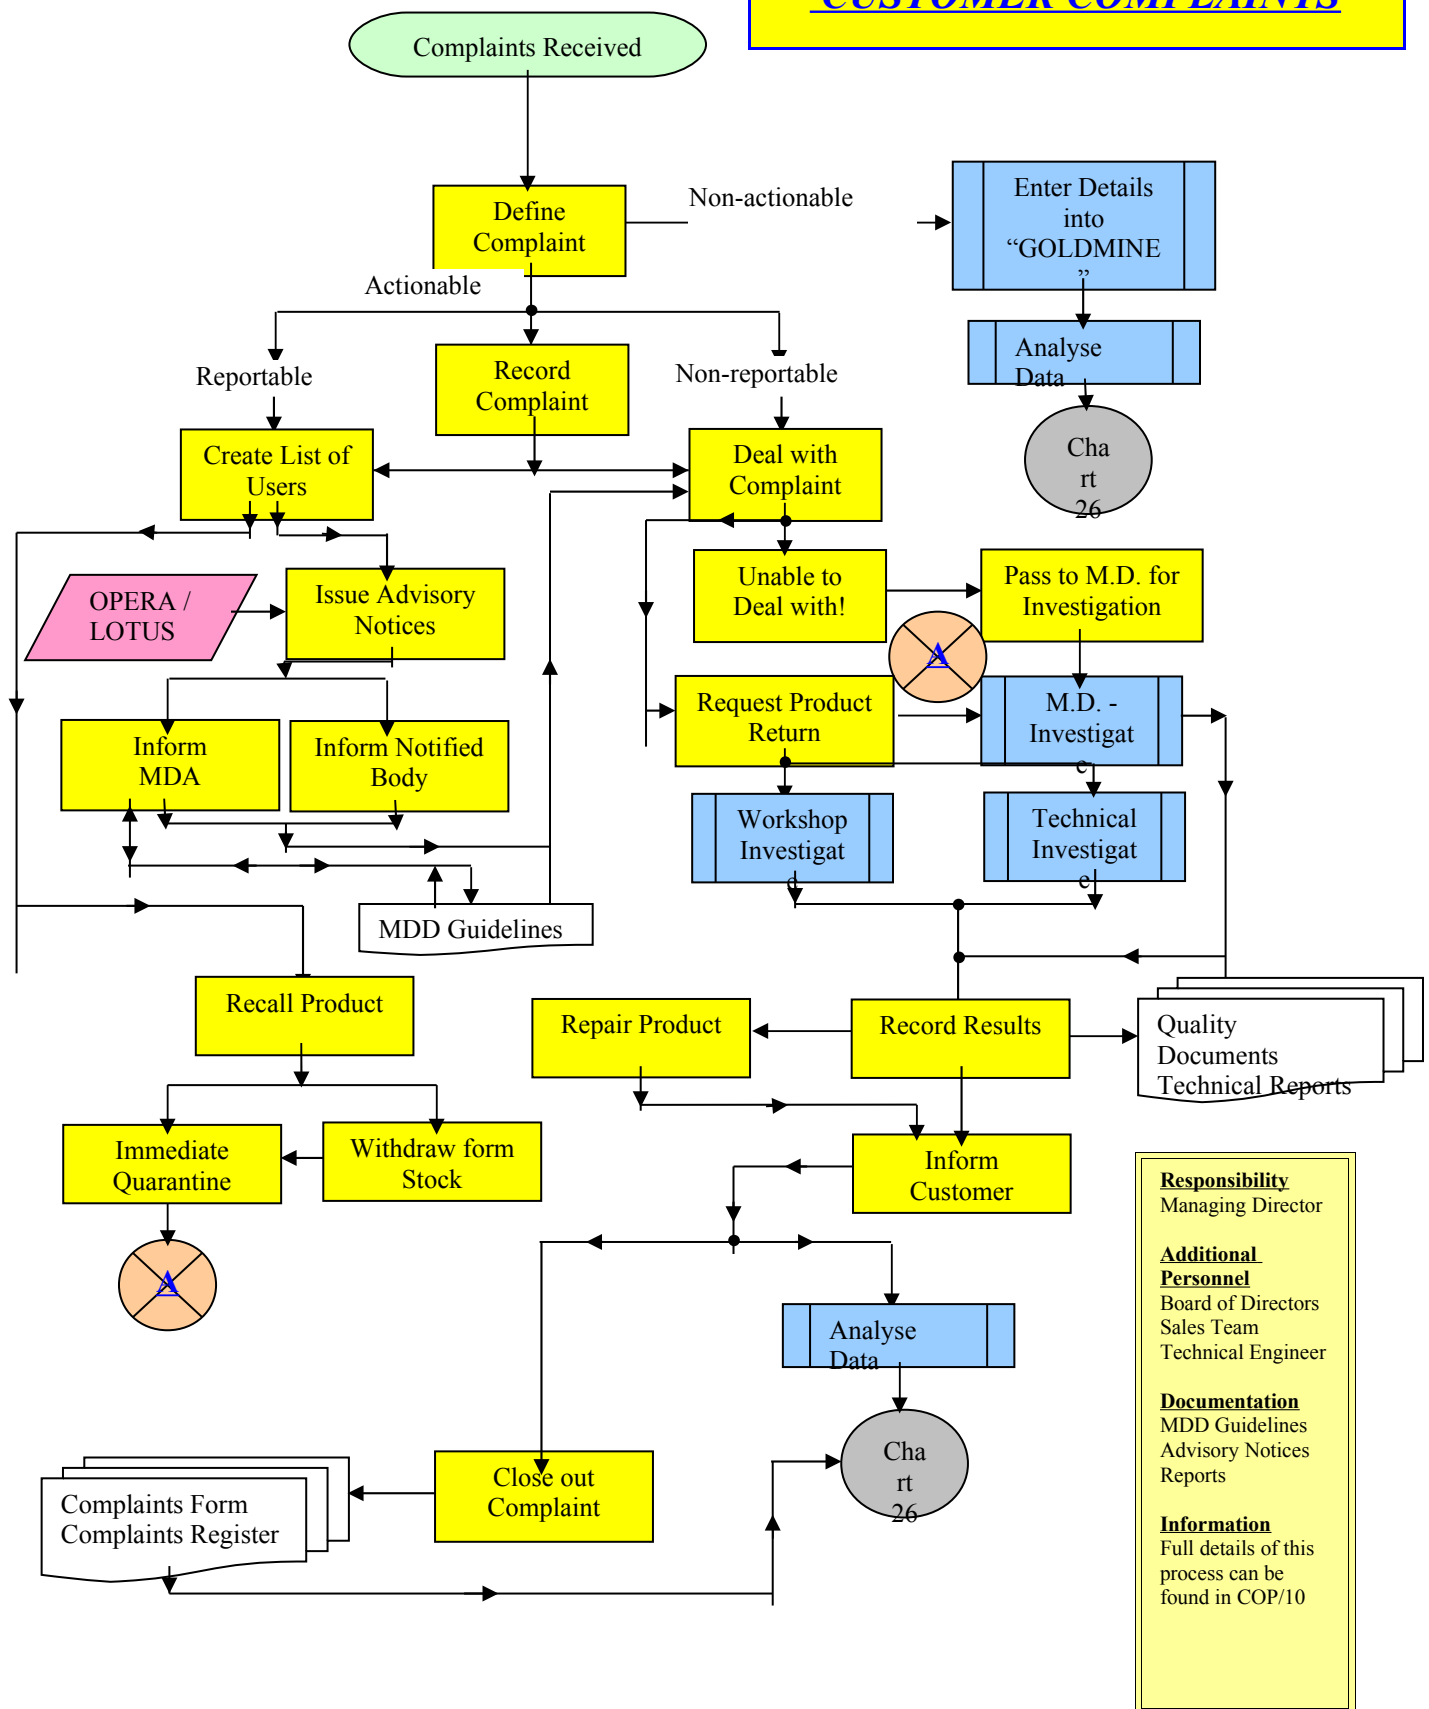 CUSTOMER COMPLAINTS
Complaints Received
Define
Complaint
Non-actionable
Enter Details
into
“GOLDMINE
”
Actionable
Analyse
Data
Reportable
Record
Complaint
Non-reportable
Cha
rt
26
Create List of
Users
Deal with
Complaint
OPERA /
LOTUS
Issue Advisory
Notices
Unable to
Deal with!
Pass to M.D. for
Investigation
A
Request Product
Return
M.D. -
Investigat
e
Inform
MDA
Inform Notified
Body
Workshop
Investigat
e
Technical
Investigat
e
MDD Guidelines
Recall Product
Repair Product
Record Results
Quality
Documents
Technical Reports
Immediate
Quarantine
Withdraw form
Stock
Inform
Customer
A
Analyse
Data
Cha
rt
26
Close out
Complaint
Complaints Form
Complaints Register
Responsibility
Managing Director
Additional
Personnel
Board of Directors
Sales Team
Technical Engineer
Documentation
MDD Guidelines
Advisory Notices
Reports
Information
Full details of this
process can be
found in COP/10